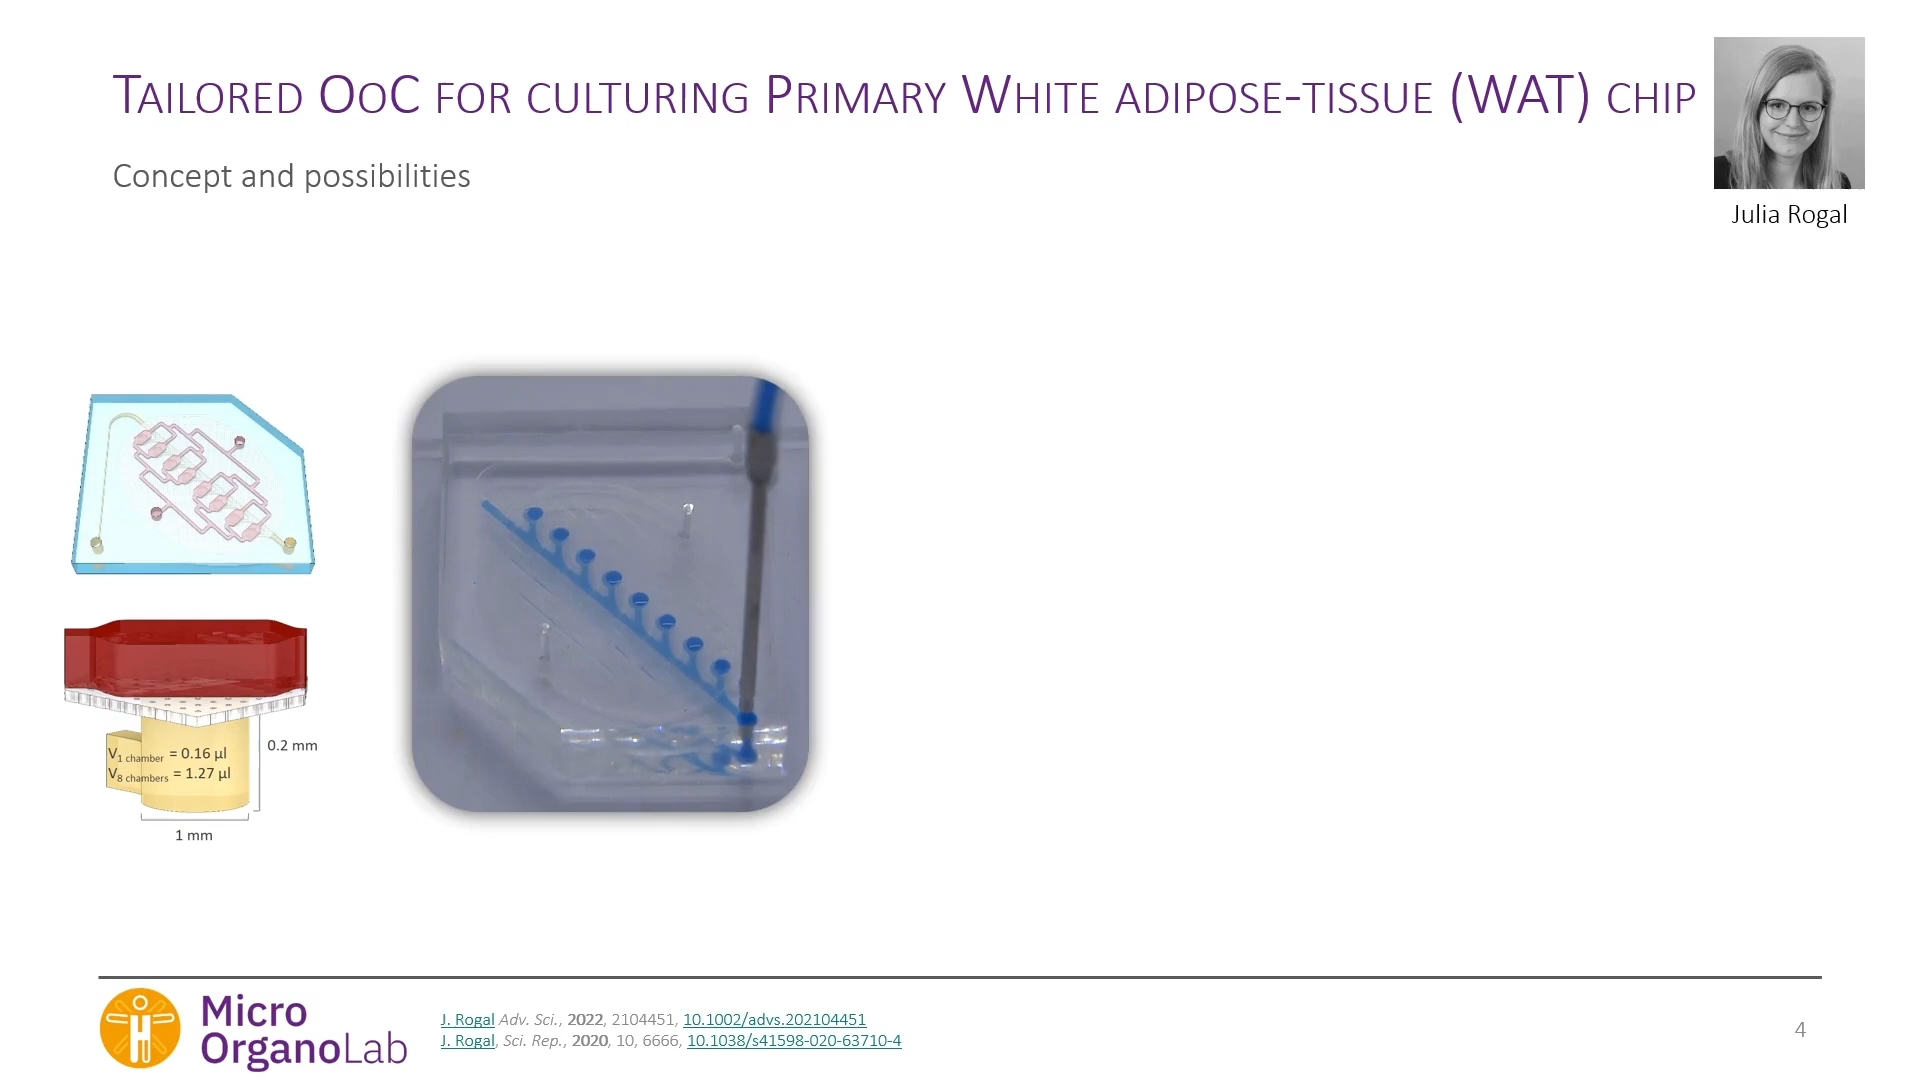 Tailored OoC for culturing Primary White adipose-tissue (WAT) chip
Concept and possibilities
Julia Rogal
V1 chamber = 0.16 µl
V8 chambers = 1.27 µl
0.2 mm
1 mm
Micro
OrganoLab
J. Rogal Adv. Sci., 2022, 2104451, 10.1002/advs.202104451
J. Rogal, Sci. Rep., 2020, 10, 6666, 10.1038/s41598-020-63710-4
4